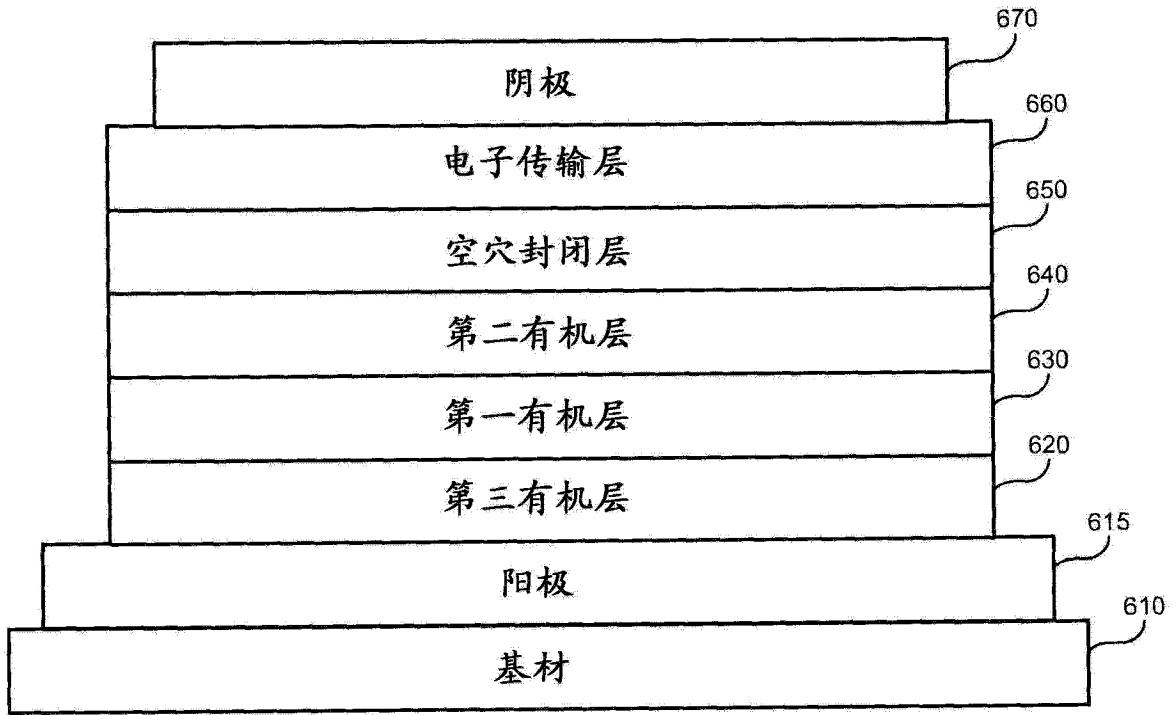 670
阴极
660
电子传输层
650
空穴封闭层
640
第二有机层
630
第一有机层
620
第三有机层
615
阳极
610
基材